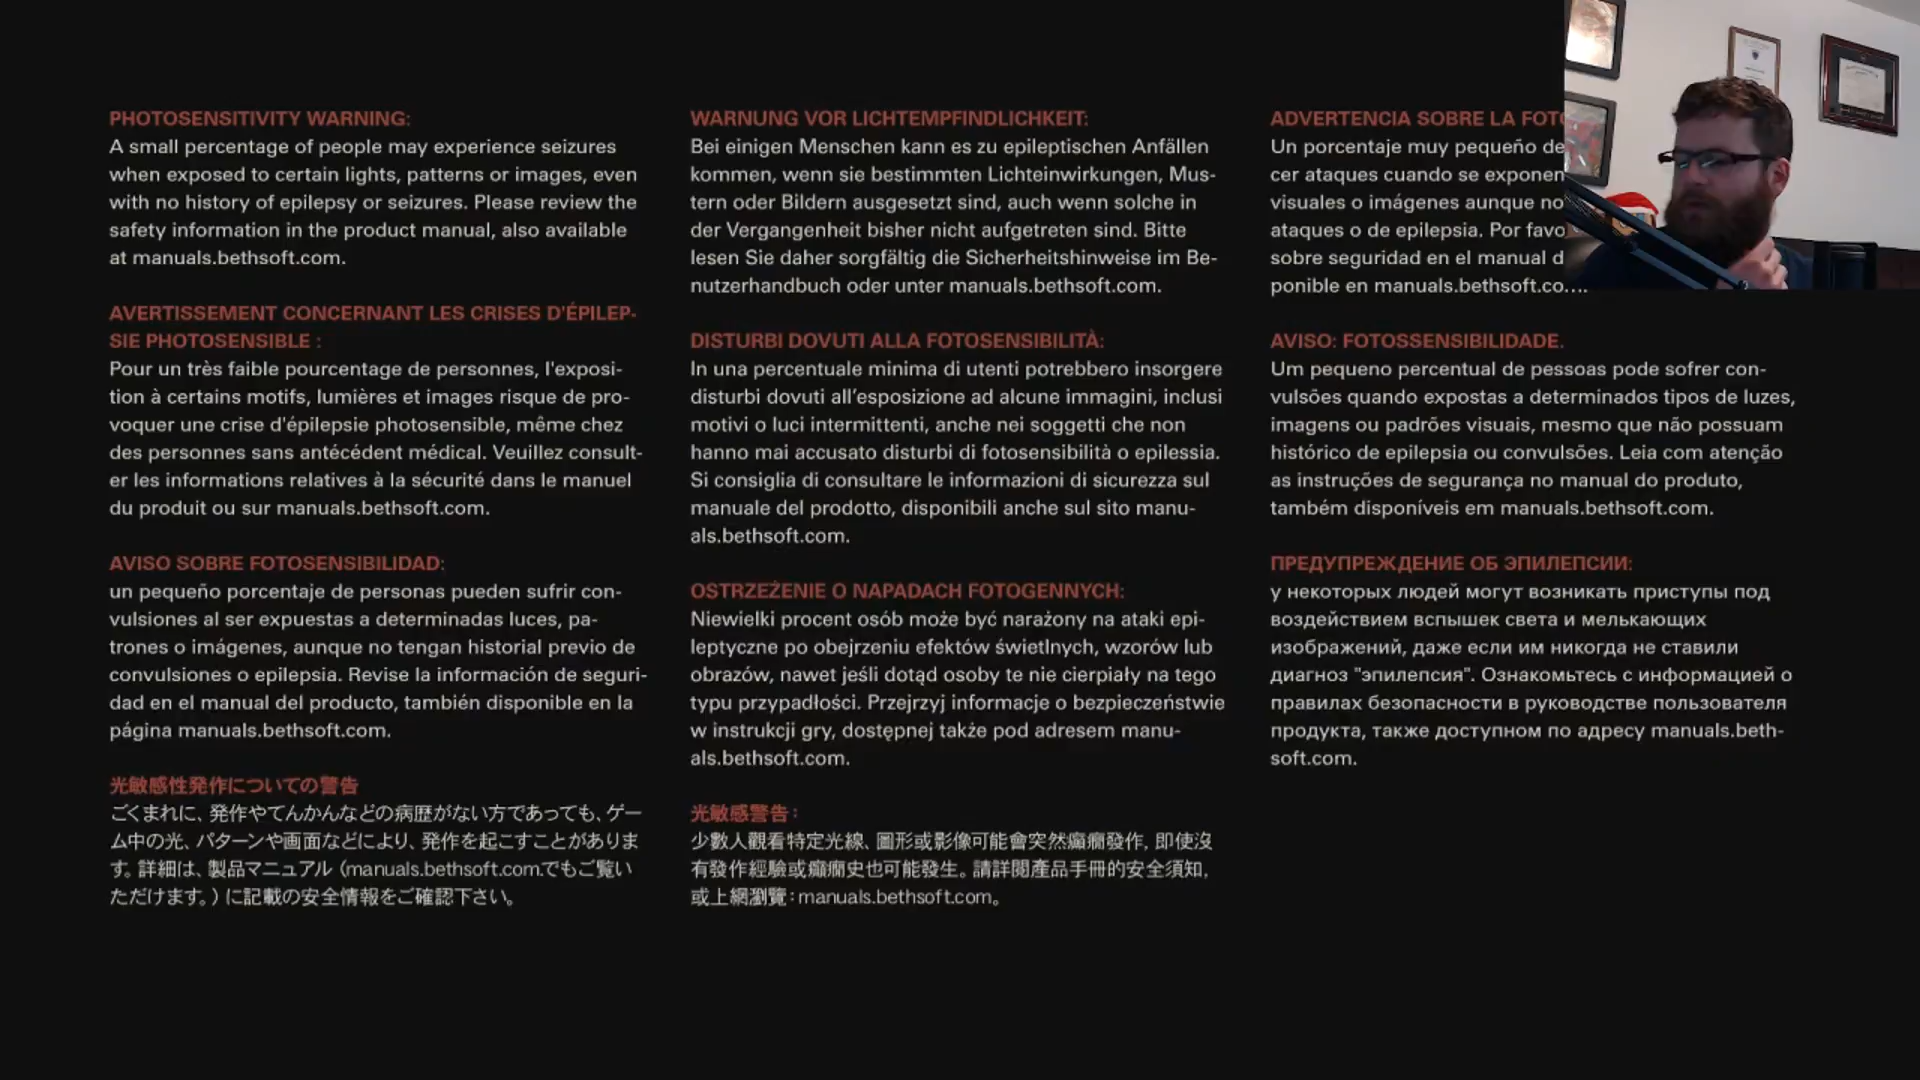 PHOTOSENSITIVITY WARNING:
A small percentage of people may experience seizures
when exposed to certain lights, patterns or images, even
with no history of epilepsy or seizures. Please review the
safety information in the product manual, also available
at manuals.bethsoft.com.
AVERTISSEMENT CONCERNANT LES CRISES D'ÉPILEP-
SIE PHOTOSENSIBLE :
Pour un très faible pourcentage de personnes, l'exposi-
tion à certains motifs, lumières et images risque de pro-
voquer une crise d'épilepsie photosensible, même chez
des personnes sans antécédent médical. Veuillez consult-
er les informations relatives à la sécurité dans le manuel
du produit ou sur manuals.bethsoft.com.
AVISO SOBRE FOTOSENSIBILIDAD:
un pequeño porcentaje de personas pueden sufrir con-
vulsiones al ser expuestas a determinadas luces, pa-
trones o imágenes, aunque no tengan historial previo de
convulsiones o epilepsia. Revise la información de seguri-
dad en el manual del producto, también disponible en la
página manuals.bethsoft.com.
光敏感性発作についての警告
ごくまれに、発作やてんかんなどの病歴がない方であっても、ゲー
ム中の光、パターンや画面などにより、発作を起こすことがありま
す。詳細は、製品マニュアル（manuals.bethsoft.comでもご覧い
ただけます。）に記載の安全情報をご確認下さい。
WARNUNG VOR LICHTEMPFINDLICHKEIT:
Bei einigen Menschen kann es zu epileptischen Anfällen
kommen, wenn sie bestimmten Lichteinwirkungen, Mus-
tern oder Bildern ausgesetzt sind, auch wenn solche in
der Vergangenheit bisher nicht aufgetreten sind. Bitte
lesen Sie daher sorgfältig die Sicherheitshinweise im Be-
nutzerhandbuch oder unter manuals.bethsoft.com.
DISTURBI DOVUTI ALLA FOTOSENSIBILITÀ:
In una percentuale minima di utenti potrebbero insorgere
disturbi dovuti all'esposizione ad alcune immagini, inclusi
motivi o luci intermittenti, anche nei soggetti che non
hanno mai accusato disturbi di fotosensibilità o epilessia.
Si consiglia di consultare le informazioni di sicurezza sul
manuale del prodotto, disponibili anche sul sito manu-
als.bethsoft.com.
OSTRZEŻENIE O NAPADACH FOTOGENNYCH:
Niewielki procent osób może być narażony na ataki epi-
leptyczne po obejrzeniu efektów świetlnych, wzorów lub
obrazów, nawet jeśli dotąd osoby te nie cierpiały na tego
typu przypadłości. Przejrzyj informacje o bezpieczeństwie
w instrukcji gry, dostępnej także pod adresem manu-
als.bethsoft.com.
光敏感警告：
少數人觀看特定光線、圖形或影像可能會突然癲癇發作，即使沒
有發作經驗或癲癇史也可能發生。請詳閱產品手冊的安全須知，
或上網瀏覽：manuals.bethsoft.com。
ADVERTENCIA SOBRE LA FOTO
Un porcentaje muy pequeño de
cer ataques cuando se exponen
visuales o imágenes aunque no
ataques o de epilepsia. Por favo
sobre seguridad en el manual d
ponible en manuals.bethsoft.co
AVISO: FOTOSSENSIBILIDADE.
Um pequeno percentual de pessoas pode sofrer con-
vulsões quando expostas a determinados tipos de luzes,
imagens ou padrões visuais, mesmo que não possuam
histórico de epilepsia ou convulsões. Leia com atenção
as instruções de segurança no manual do produto,
também disponíveis em manuals.bethsoft.com.
ПРЕДУПРЕЖДЕНИЕ ОБ ЭПИЛЕПСИИ:
у некоторых людей могут возникать приступы под
воздействием вспышек света и мелькающих
изображений, даже если им никогда не ставили
диагноз "эпилепсия". Ознакомьтесь с информацией о
правилах безопасности в руководстве пользователя
продукта, также доступном по адресу manuals.beth-
soft.com.